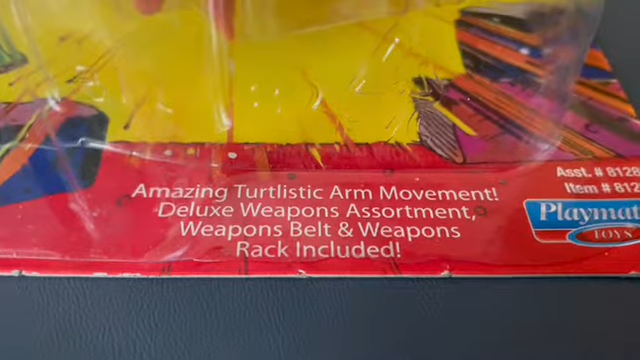 Amazing Turtlistic Arm Movement!
Deluxe Weapons Assortment,
Weapons Belt & Weapons
Rack Included!
Asst. # 8128
Item # 812
Playmat
TOYS